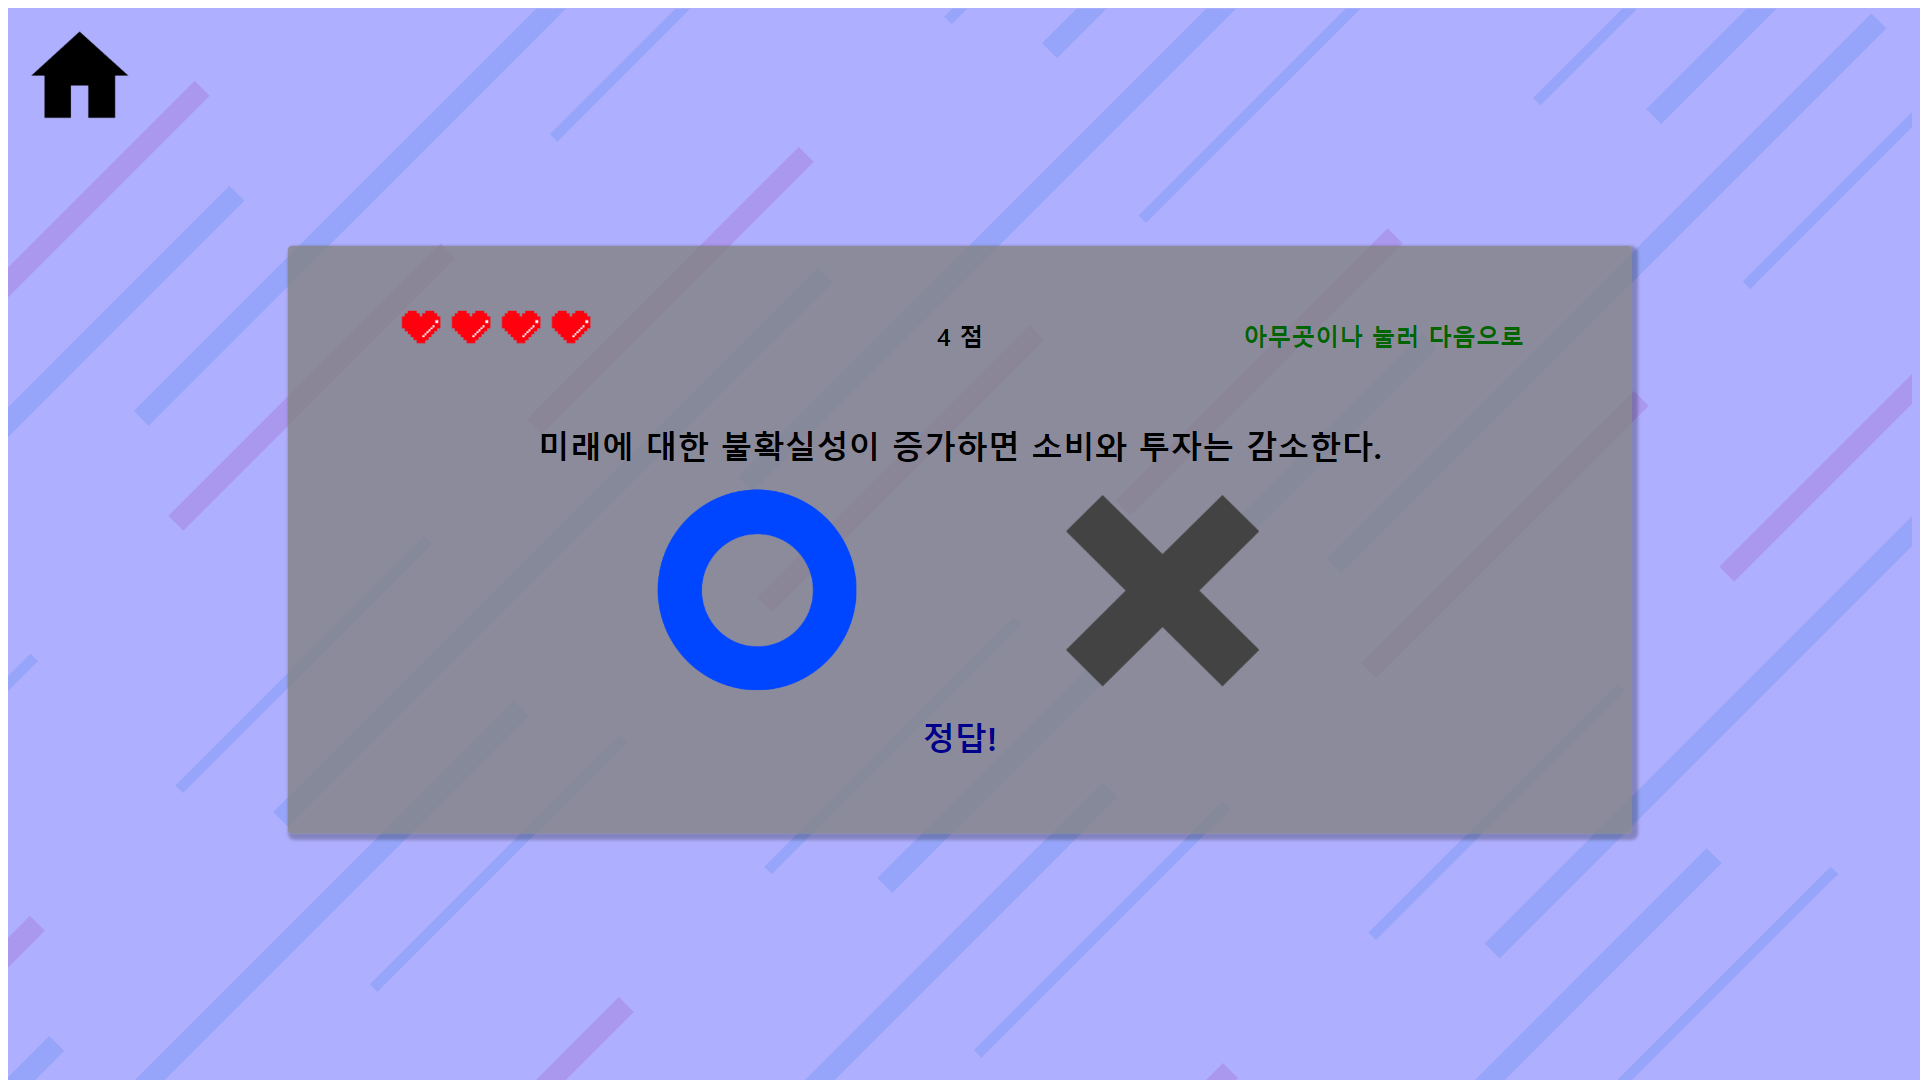 4 점
아무곳이나 눌러 다음으로
미래에 대한 불확실성이 증가하면 소비와 투자는 감소한다.
정답!